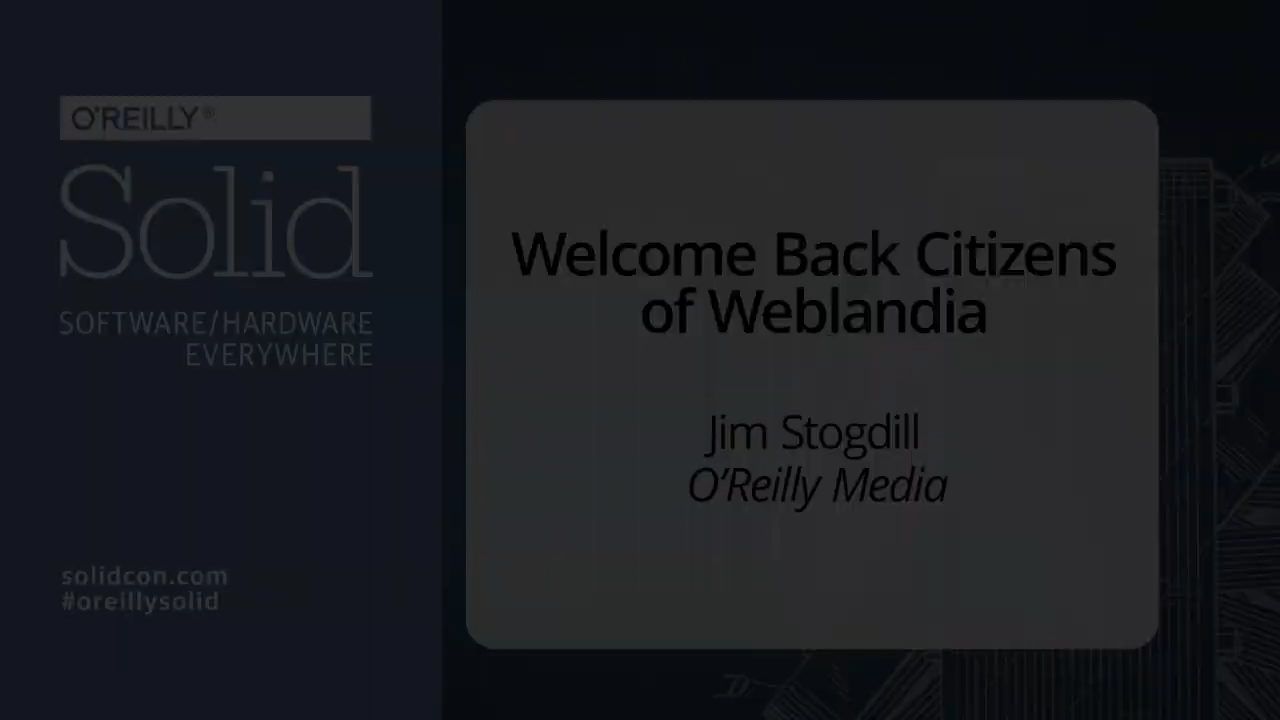 O'REILLY®
Solid
SOFTWARE/HARDWARE
EVERYWHERE
solidcon.com
#oreillysolid
Welcome Back Citizens
of Weblandia
Jim Stogdill
O'Reilly Media